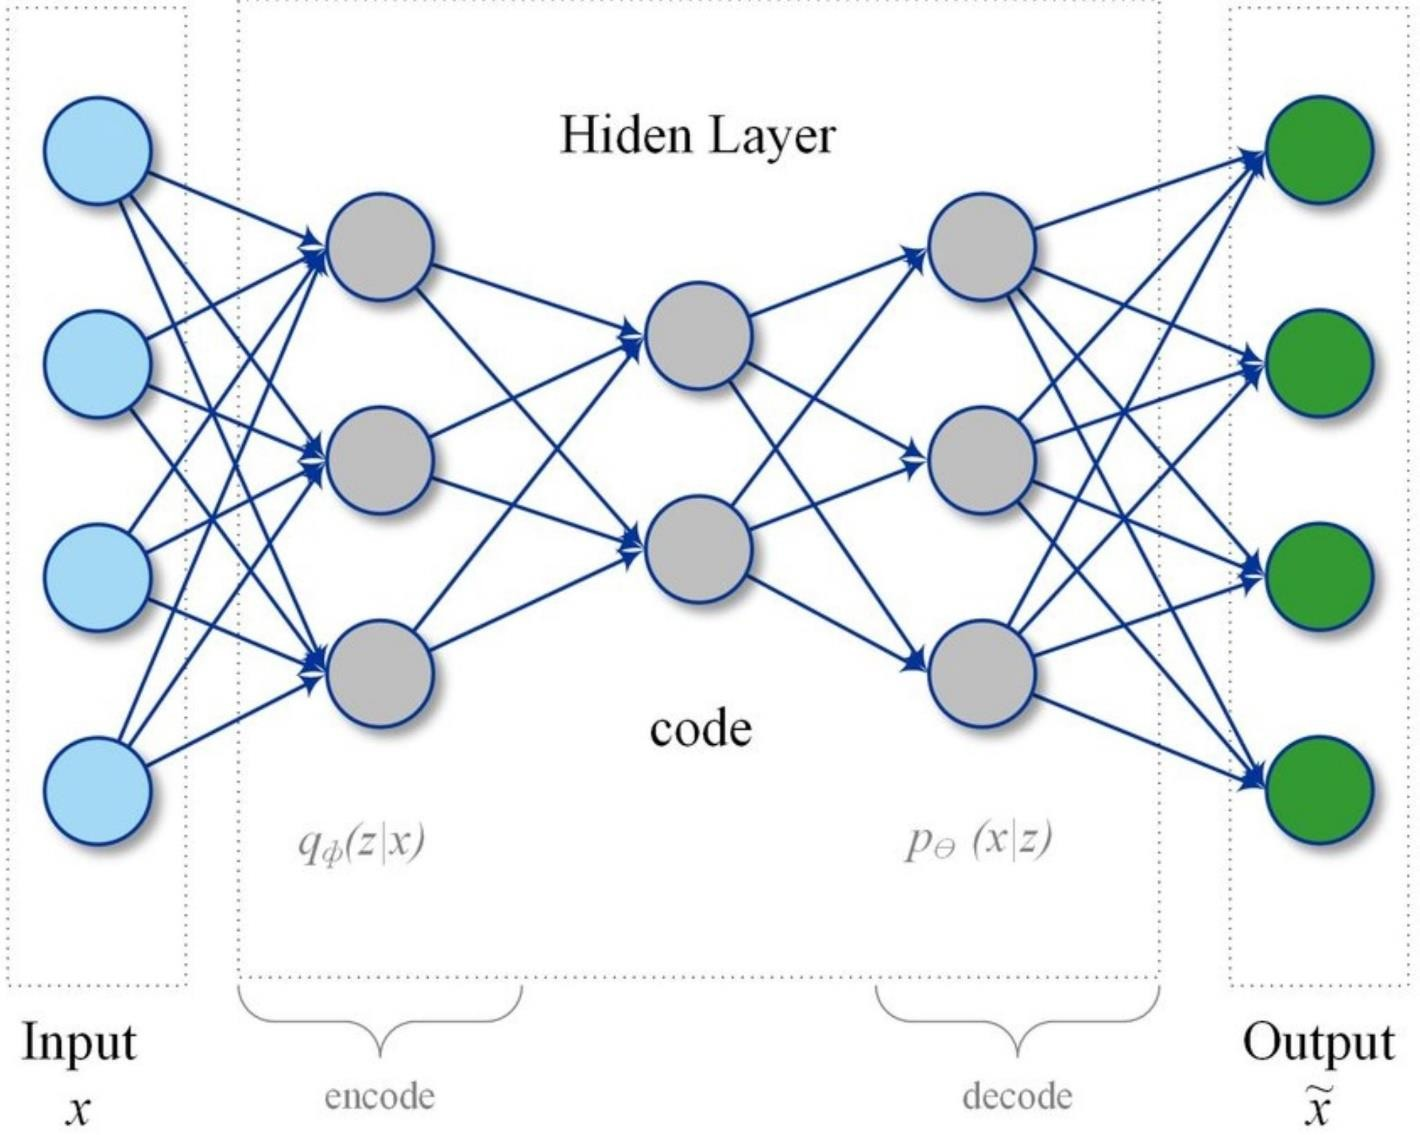 Hiden Layer
code
qϕ(z|x)
pΘ (x|z)
Input
x
encode
decode
Output
x̃